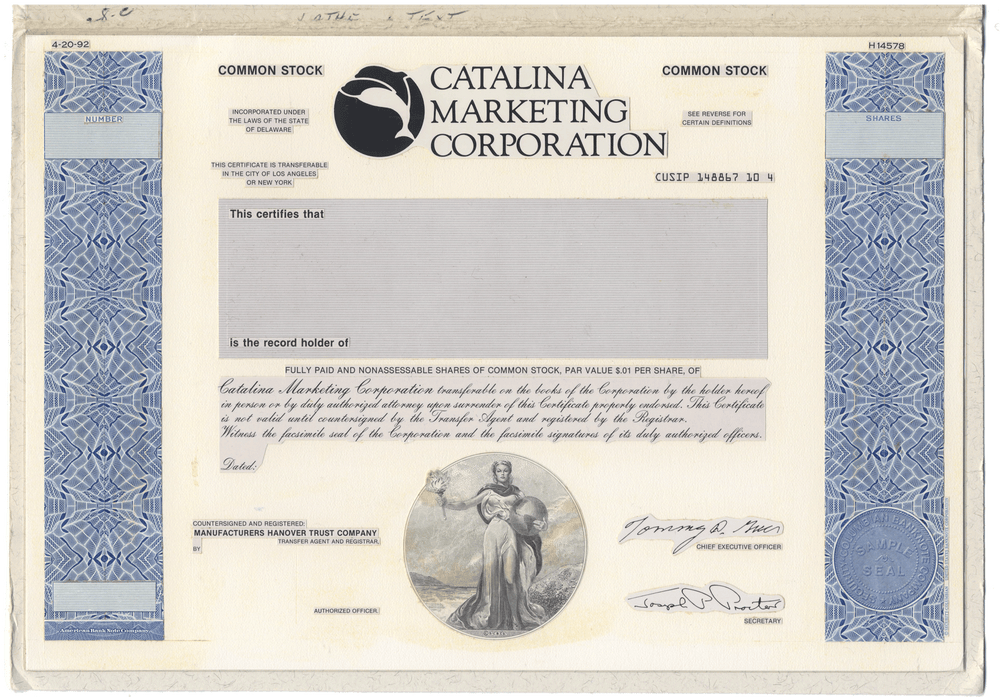 4-20-92
H14578
COMMON STOCK
CATALINA
MARKETING
CORPORATION
COMMON STOCK
NUMBER
SHARES
INCORPORATED UNDER
THE LAWS OF THE STATE
OF DELAWARE
SEE REVERSE FOR
CERTAIN DEFINITIONS
THIS CERTIFICATE IS TRANSFERABLE
IN THE CITY OF LOS ANGELES
OR NEW YORK
CUSIP 148867 10 4
This certifies that
is the record holder of
FULLY PAID AND NONASSESSABLE SHARES OF COMMON STOCK, PAR VALUE $.01 PER SHARE, OF
Catalina Marketing Corporation transferable on the books of the Corporation by the holder hereof
in person or by duly authorized attorney upon surrender of this Certificate properly endorsed. This Certificate
is not valid until countersigned by the Transfer Agent and registered by the Registrar.
Witness the facsimile seal of the Corporation and the facsimile signatures of its duly authorized officers.
Dated:
COUNTERSIGNED AND REGISTERED:
MANUFACTURERS HANOVER TRUST COMPANY
TRANSFER AGENT AND REGISTRAR,
BY
AUTHORIZED OFFICER.
Tommy D.
CHIEF EXECUTIVE OFFICER
Joseph P Proctor
SECRETARY
SAMPLE
SEAL
American Bank Note Company.